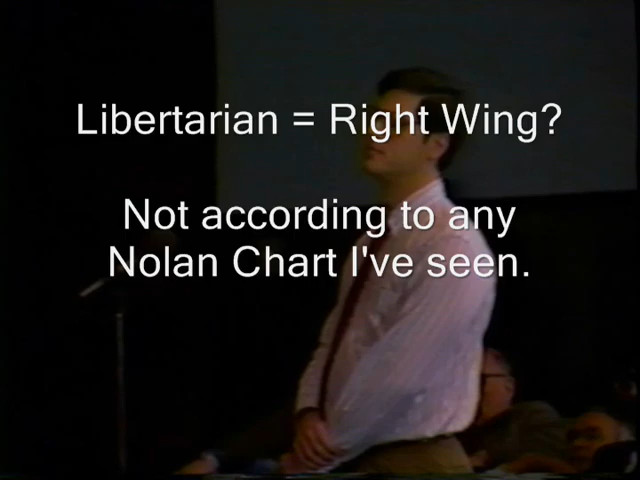 Libertarian = Right Wing?
Not according to any
Nolan Chart I've seen.